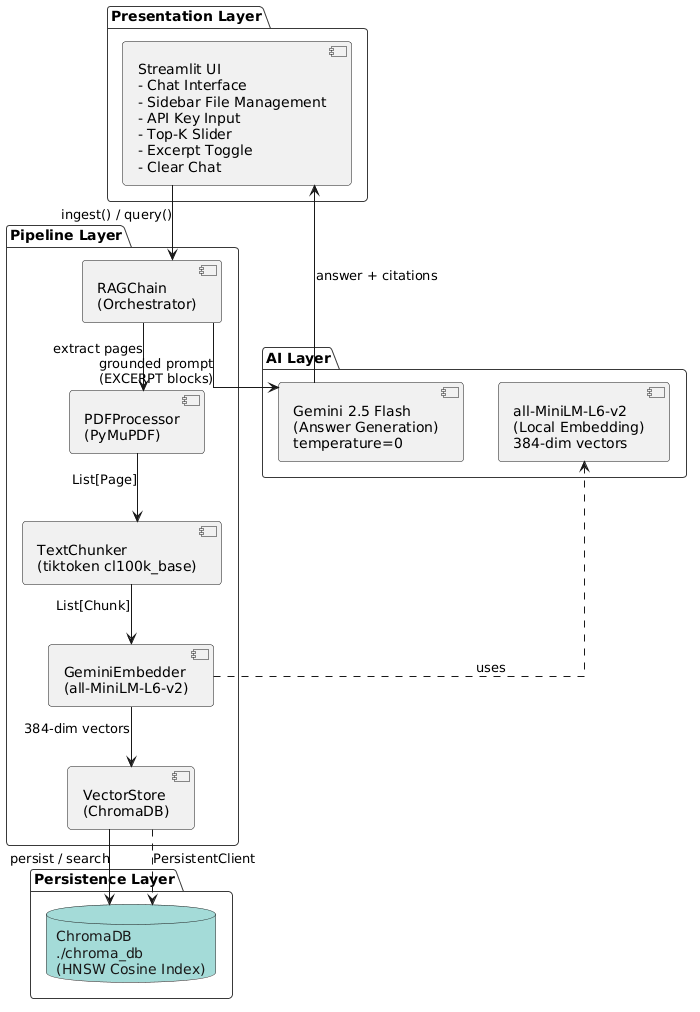 Presentation Layer
Streamlit UI
- Chat Interface
- Sidebar File Management
- API Key Input
- Top-K Slider
- Excerpt Toggle
- Clear Chat
ingest() / query()
answer + citations
Pipeline Layer
RAGChain
(Orchestrator)
extract pages
grounded prompt
(EXCERPT blocks)
AI Layer
Gemini 2.5 Flash
(Answer Generation)
temperature=0
all-MiniLM-L6-v2
(Local Embedding)
384-dim vectors
PDFProcessor
(PyMuPDF)
List[Page]
TextChunker
(tiktoken cl100k_base)
List[Chunk]
GeminiEmbedder
(all-MiniLM-L6-v2)
uses
384-dim vectors
VectorStore
(ChromaDB)
persist / search
PersistentClient
Persistence Layer
ChromaDB
./chroma_db
(HNSW Cosine Index)